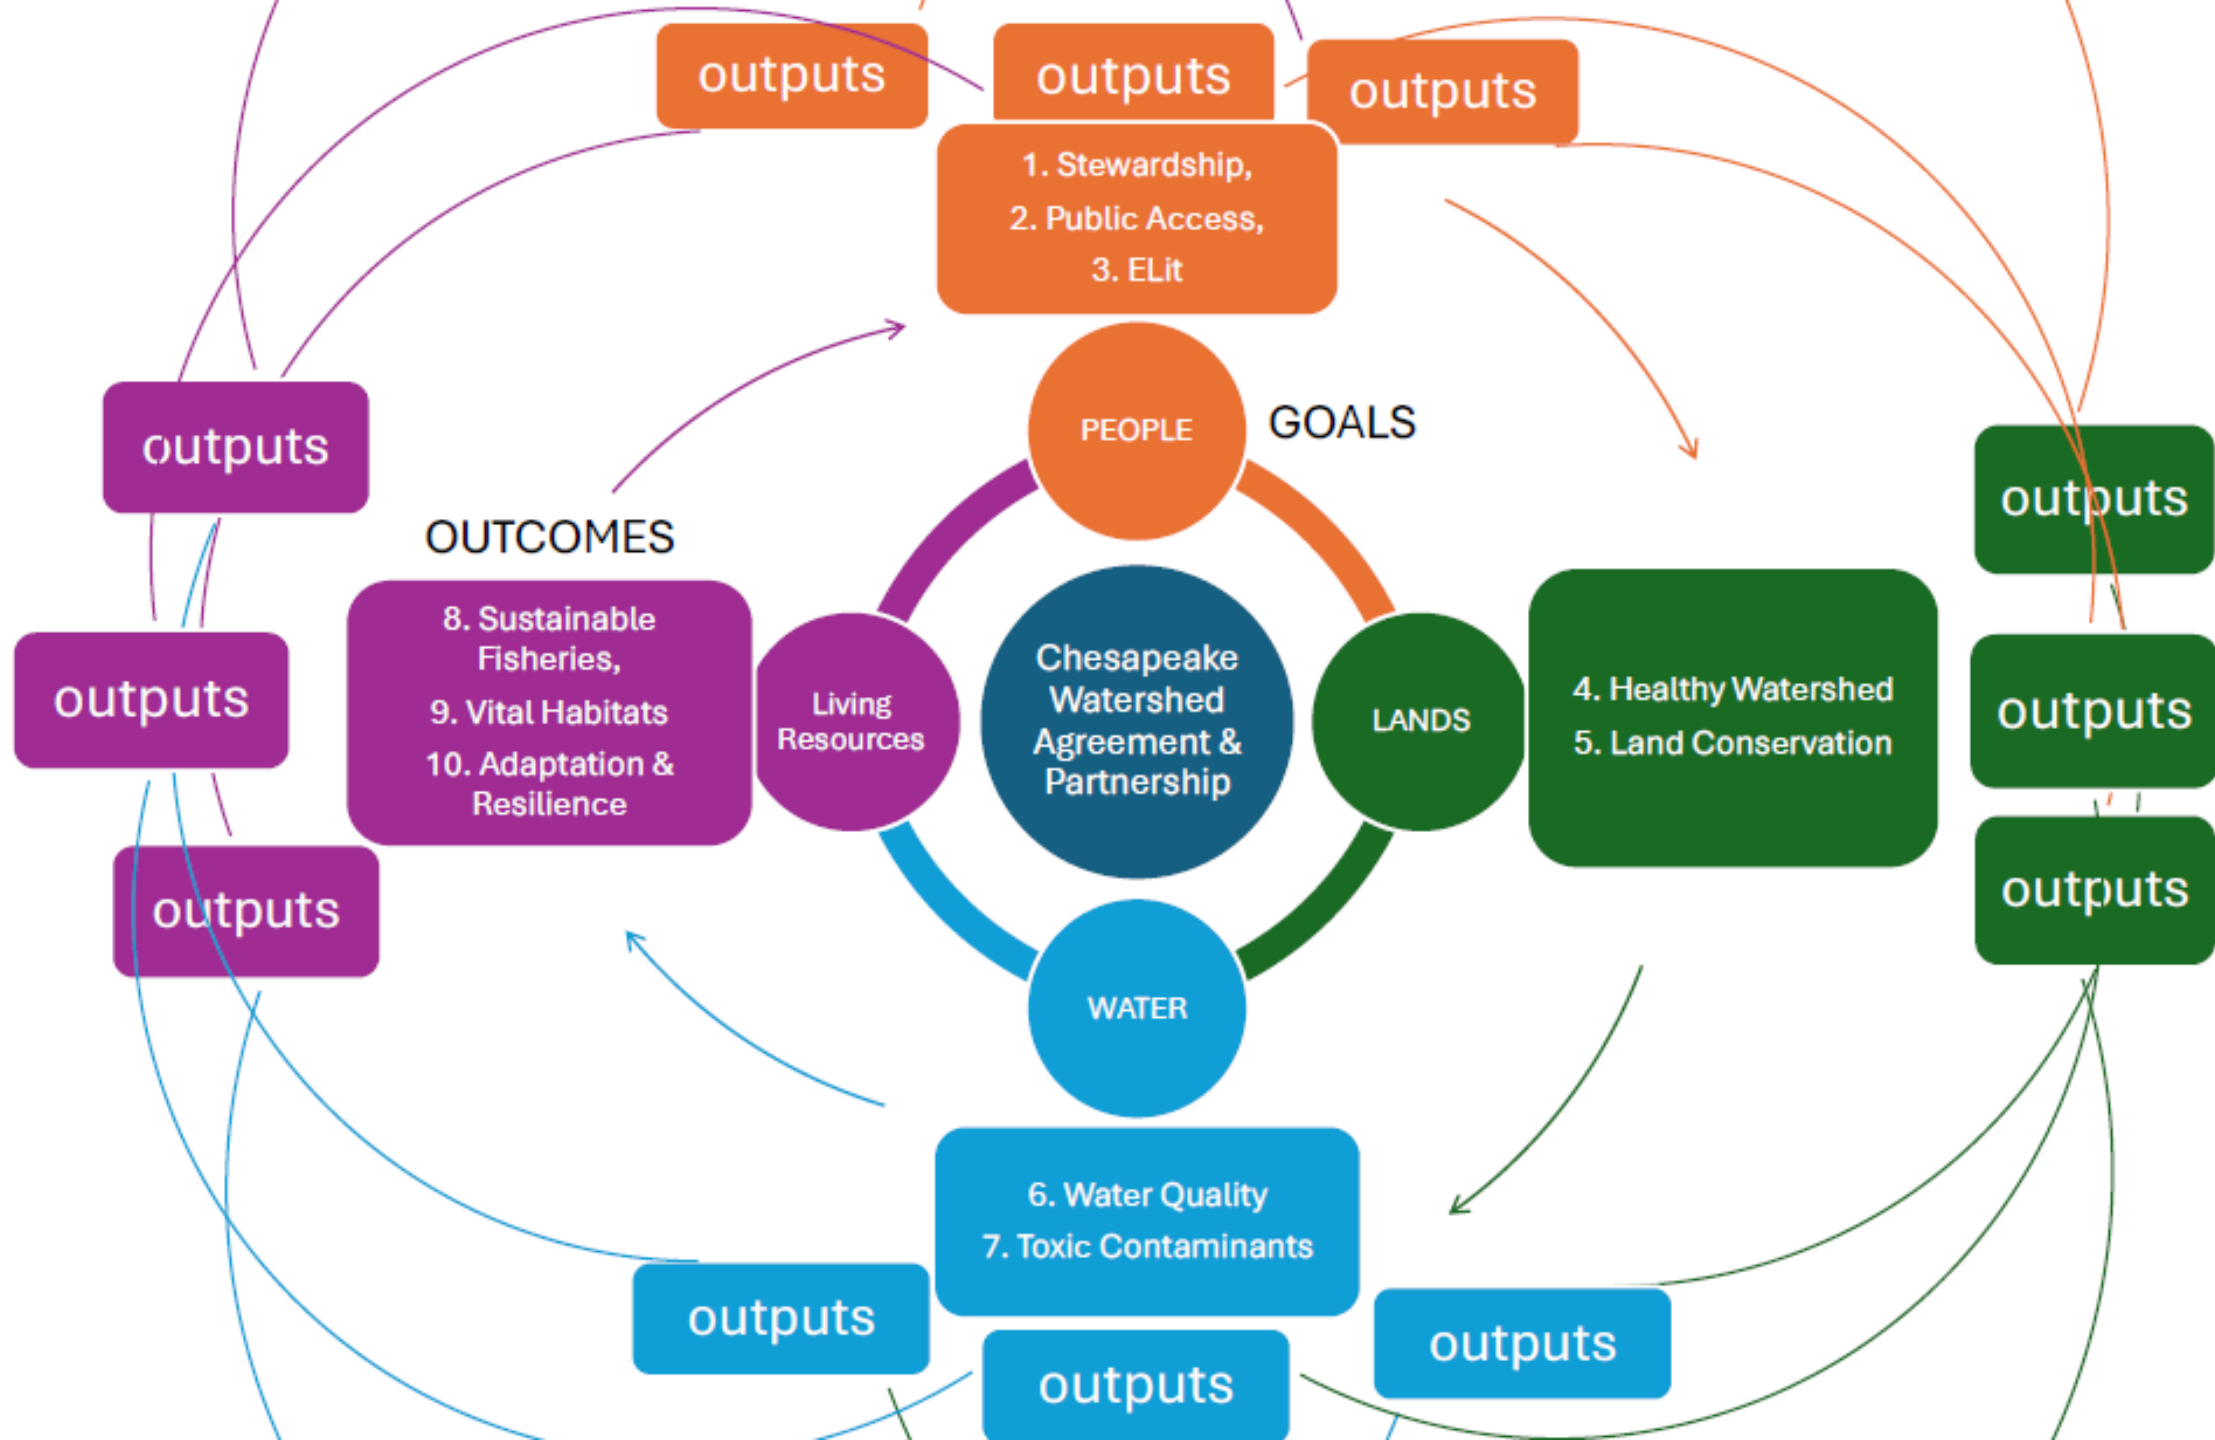 outputs
outputs
outputs
1. Stewardship,
2. Public Access,
3. ELit
PEOPLE
GOALS
outputs
outputs
OUTCOMES
outputs
8. Sustainable
Fisheries,
9. Vital Habitats
10. Adaptation &
Resilience
Living
Resources
Chesapeake
Watershed
Agreement &
Partnership
LANDS
4. Healthy Watershed
5. Land Conservation
outputs
outputs
outputs
WATER
6. Water Quality
7. Toxic Contaminants
outputs
outputs
outputs